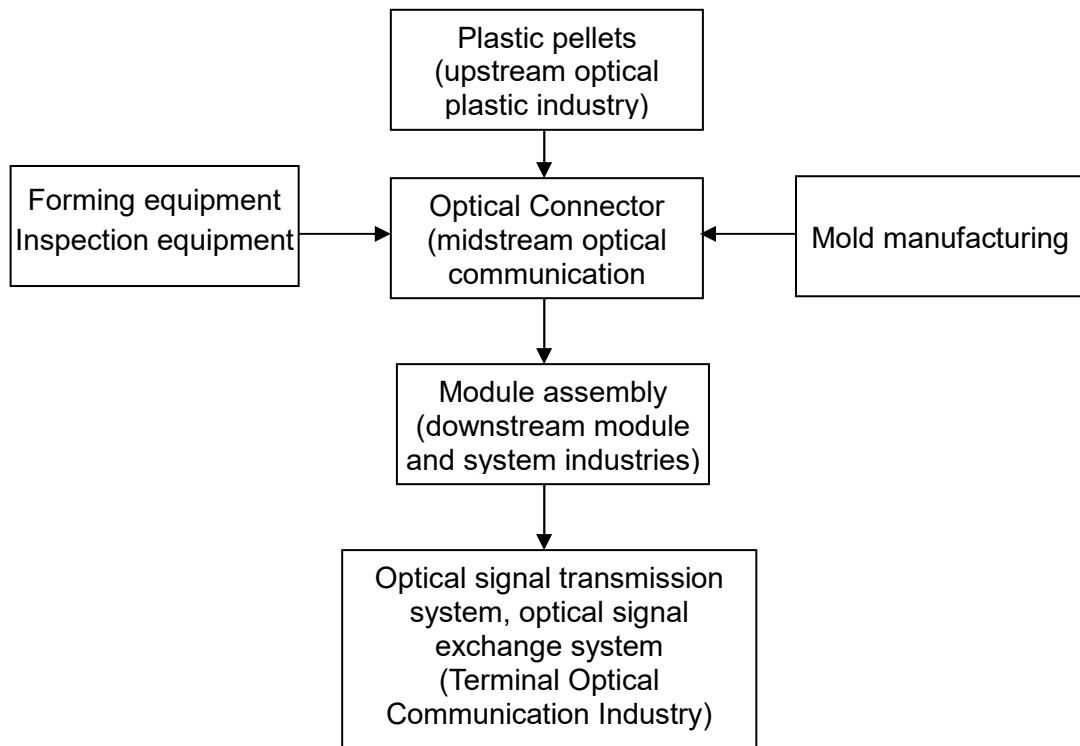 Plastic pellets
(upstream optical
plastic industry)
Forming equipment
Inspection equipment
Optical Connector
(midstream optical
communication
Mold manufacturing
Module assembly
(downstream module
and system industries)
Optical signal transmission
system, optical signal
exchange system
(Terminal Optical
Communication Industry)